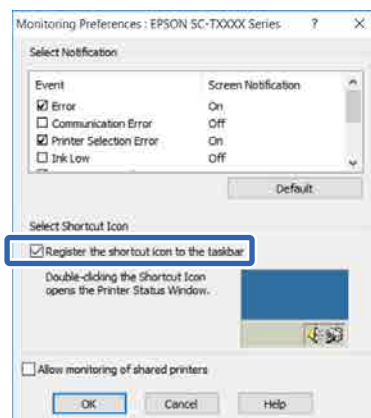 Monitoring Preferences : EPSON SC-TXXXX Series ? ×
Select Notification
Event Screen Notification
Error On
Communication Error Off
Printer Selection Error On
Ink Low Off
Default
Select Shortcut Icon
Register the shortcut icon to the taskbar
Double-clicking the Shortcut Icon
opens the Printer Status Window.
Allow monitoring of shared printers
OK Cancel Help